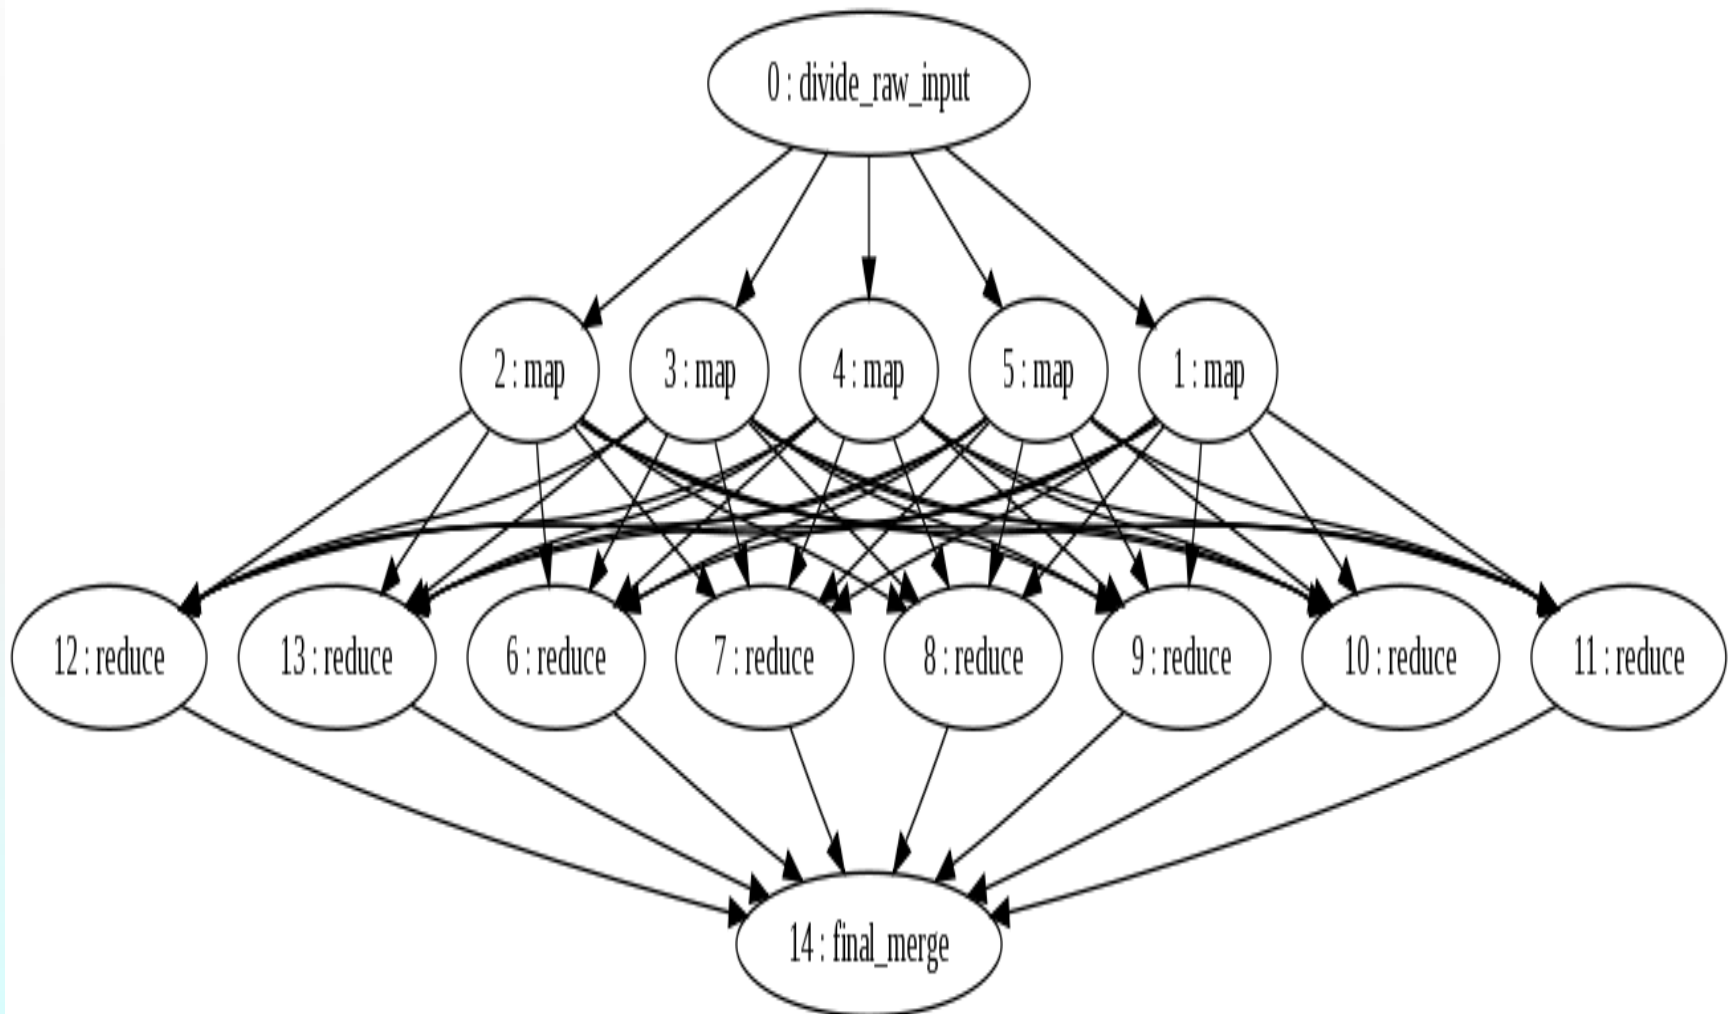 0 : divide_raw_input
2 : map
3 : map
4 : map
5 : map
1 : map
12 : reduce
13 : reduce
6 : reduce
7 : reduce
8 : reduce
9 : reduce
10 : reduce
11 : reduce
14 : final_merge